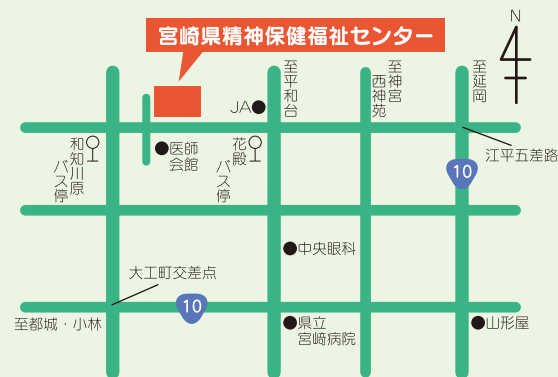 宮崎県精神保健福祉センター
N
至平和台
至神宮
西神苑
至延岡
JA
和知川原
バス停
医師
会館
花殿
バス停
江平五差路
10
中央眼科
大工町交差点
10
至都城・小林
県立
宮崎病院
山形屋